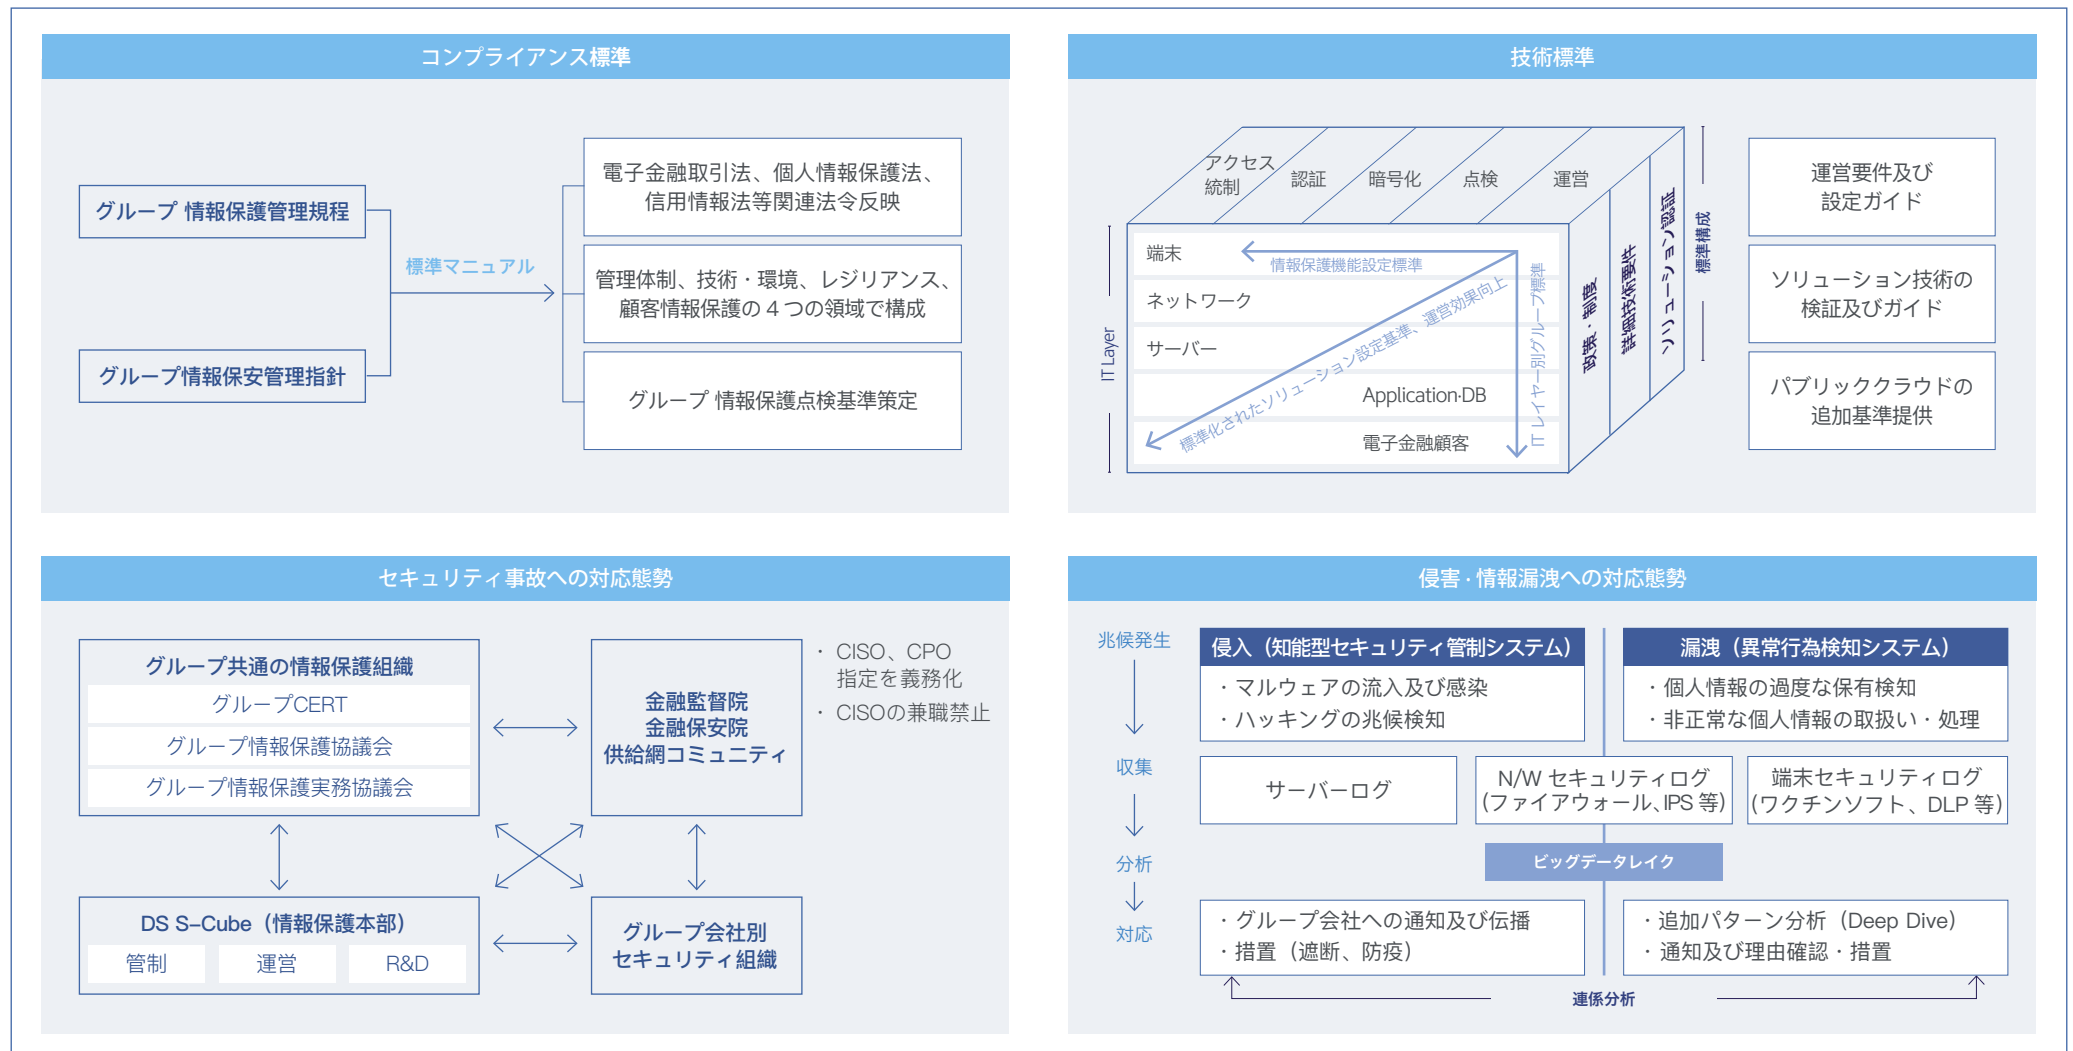 コンプライアンス標準
グループ 情報保護管理規程
グループ情報保安管理指針
標準マニュアル
電子金融取引法、個人情報保護法、
信用情報法等関連法令反映
管理体制、技術・環境、レジリアンス、
顧客情報保護の 4 つの領域で構成
グループ 情報保護点検基準策定
技術標準
アクセス
統制
認証
暗号化
点検
運営
IT Layer
端末
ネットワーク
サーバー
Application·DB
電子金融顧客
情報保護機能設定標準
標準化されたソリューション設定基準、運営効果向上
IT レイヤー別グループ標準
政策・制度
詳細技術要件
ソリューション認証
標準構成
運営要件及び
設定ガイド
ソリューション技術の
検証及びガイド
パブリッククラウドの
追加基準提供
セキュリティ事故への対応態勢
グループ共通の情報保護組織
グループCERT
グループ情報保護協議会
グループ情報保護実務協議会
金融監督院
金融保安院
供給網コミュニティ
・ CISO、CPO
指定を義務化
・ CISOの兼職禁止
DS S-Cube（情報保護本部）
管制
運営
R&D
グループ会社別
セキュリティ組織
侵害・情報漏洩への対応態勢
兆候発生
収集
分析
対応
侵入（知能型セキュリティ管制システム）
・マルウェアの流入及び感染
・ハッキングの兆候検知
漏洩（異常行為検知システム）
・個人情報の過度な保有検知
・非正常な個人情報の取扱い・処理
サーバーログ
N/W セキュリティログ
(ファイアウォール、IPS 等)
端末セキュリティログ
(ワクチンソフト、DLP 等)
ビッグデータレイク
・グループ会社への通知及び伝播
・措置（遮断、防疫）
・追加パターン分析（Deep Dive）
・通知及び理由確認・措置
連係分析